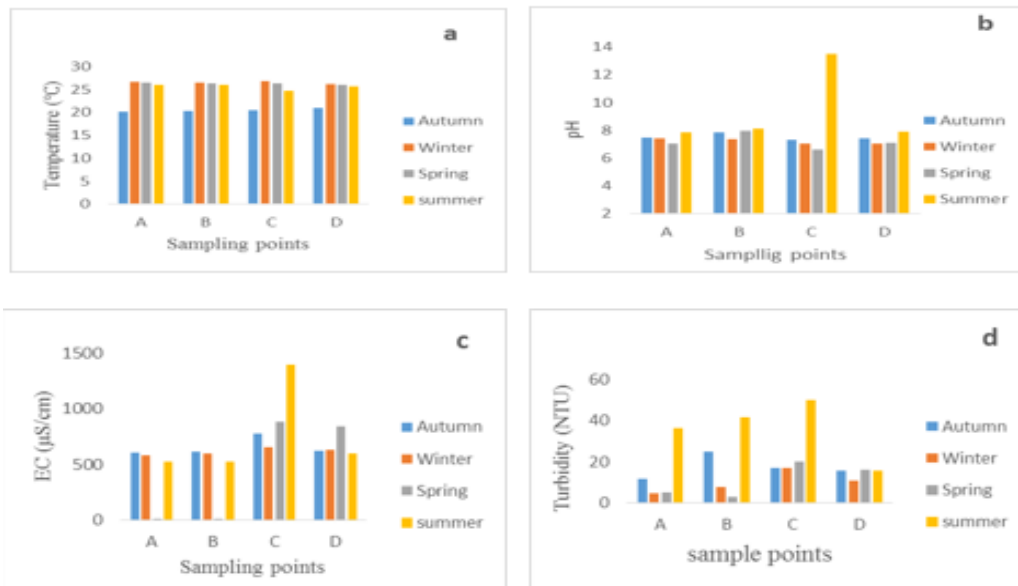 a
Temperature (°C)
30
25
20
15
10
5
0
A B C D
Sampling points
Autumn
Winter
Spring
summer
b
pH
14
12
10
8
6
4
2
A B C D
Sampllig points
Autumn
Winter
Spring
Summer
c
EC (µS/cm)
1500
1000
500
0
A B C D
Sampling points
Autumn
Winter
Spring
summer
d
Turbidity (NTU)
60
40
20
0
A B C D
sample points
Autumn
Winter
Spring
summer